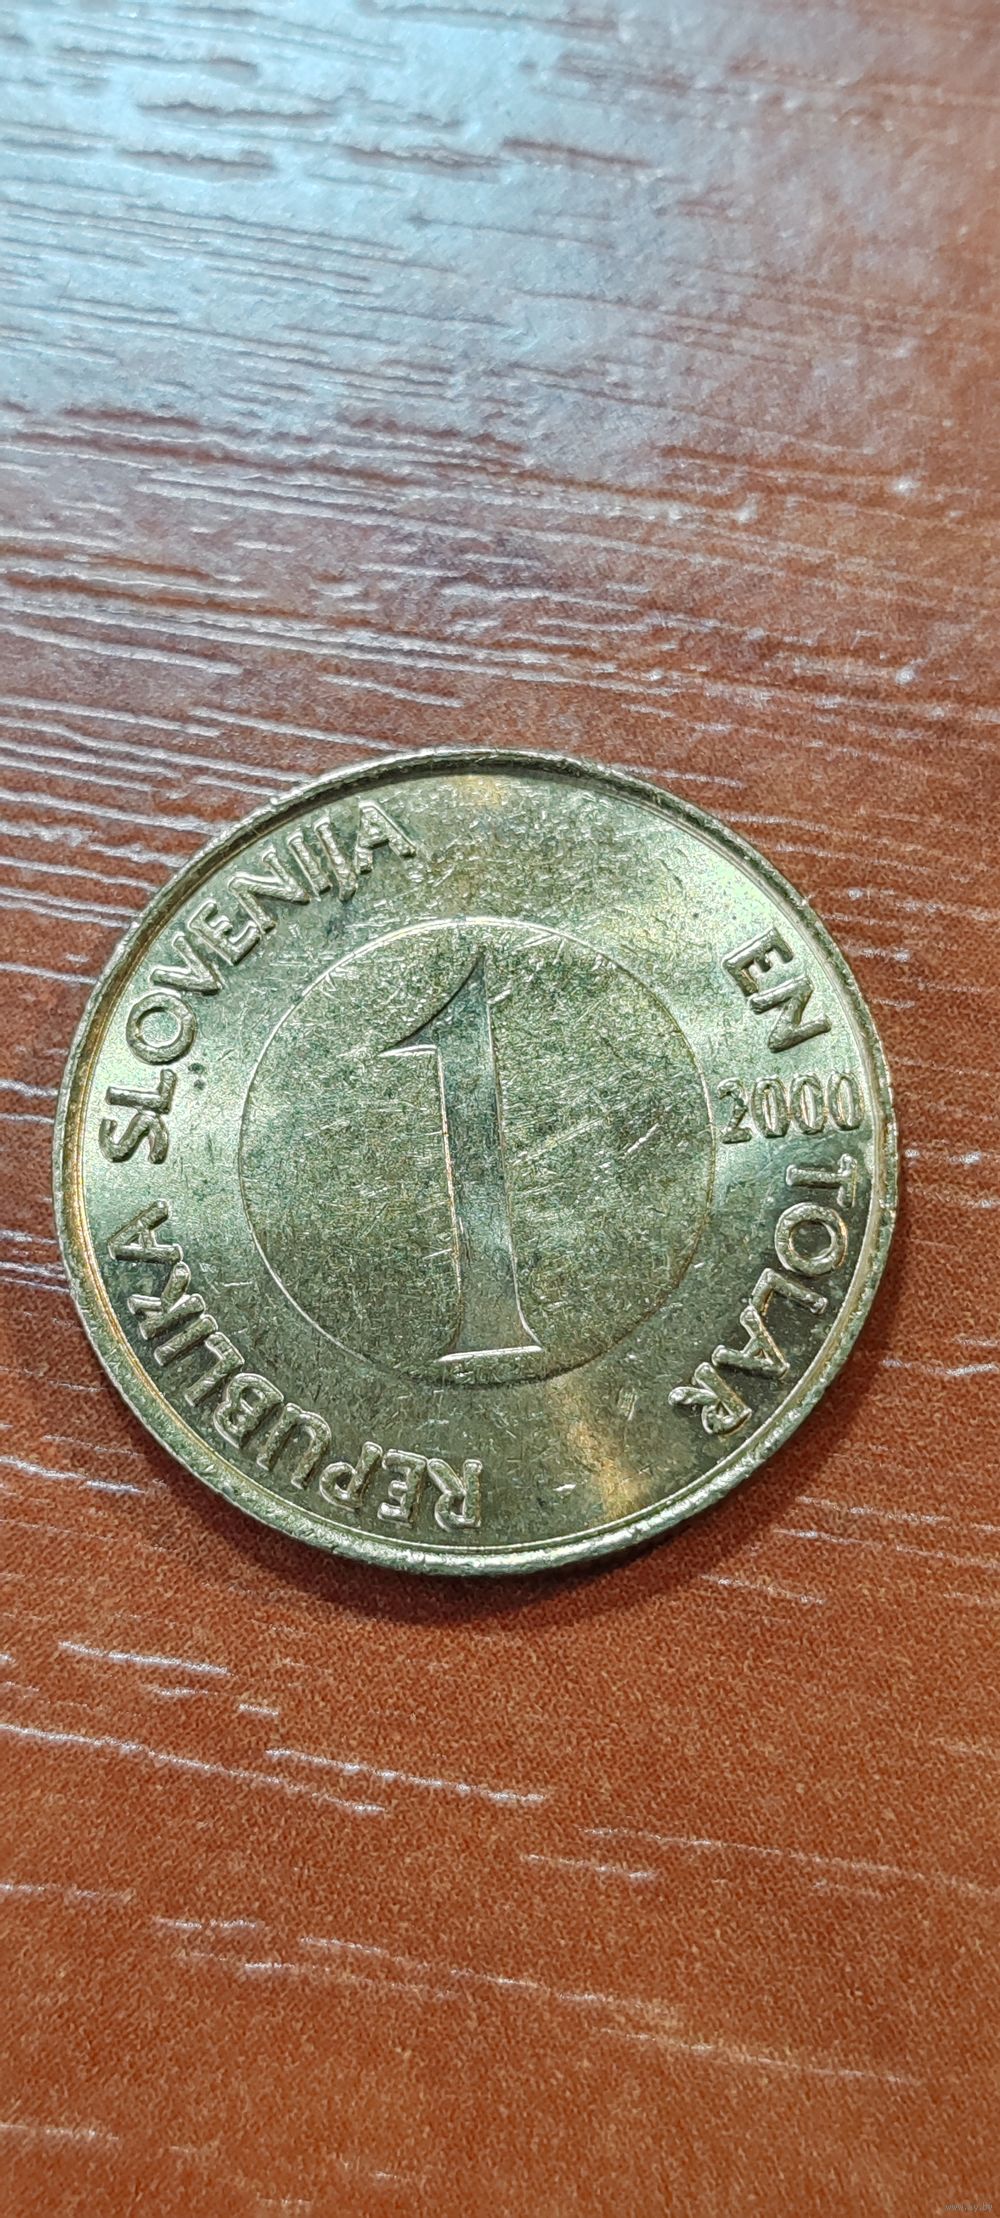 REPUBLIKA SLOVENIJA
1
EN TOLAR
2000